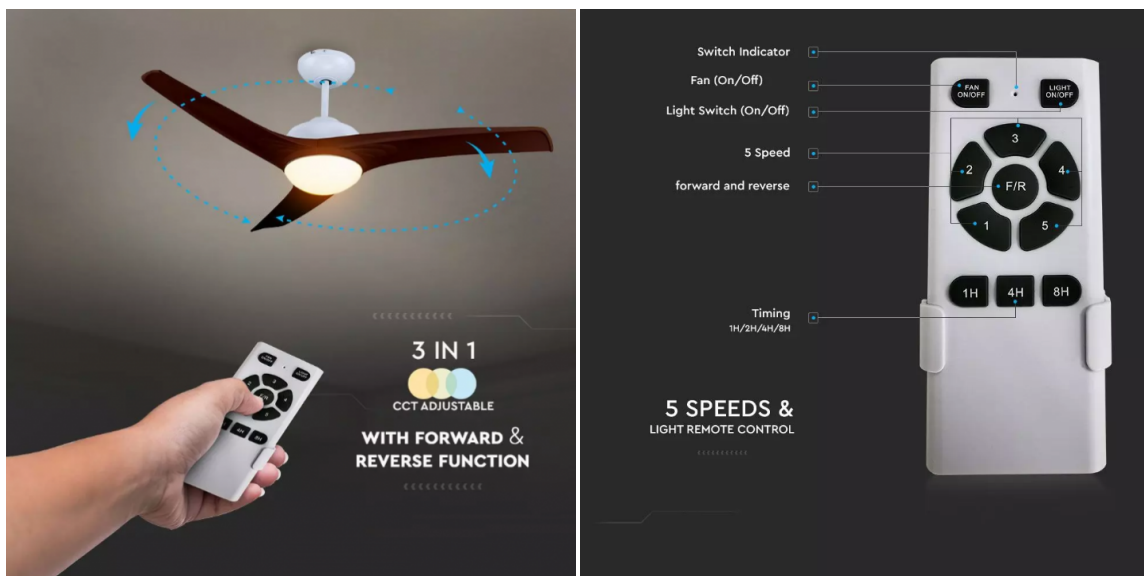 3 IN 1
CCT ADJUSTABLE
WITH FORWARD &
REVERSE FUNCTION
Switch Indicator
Fan (On/Off)
Light Switch (On/Off)
5 Speed
forward and reverse
Timing
1H/2H/4H/8H
5 SPEEDS &
LIGHT REMOTE CONTROL
FAN
ON/OFF
LIGHT
ON/OFF
3
2
4
F/R
1
5
1H
4H
8H